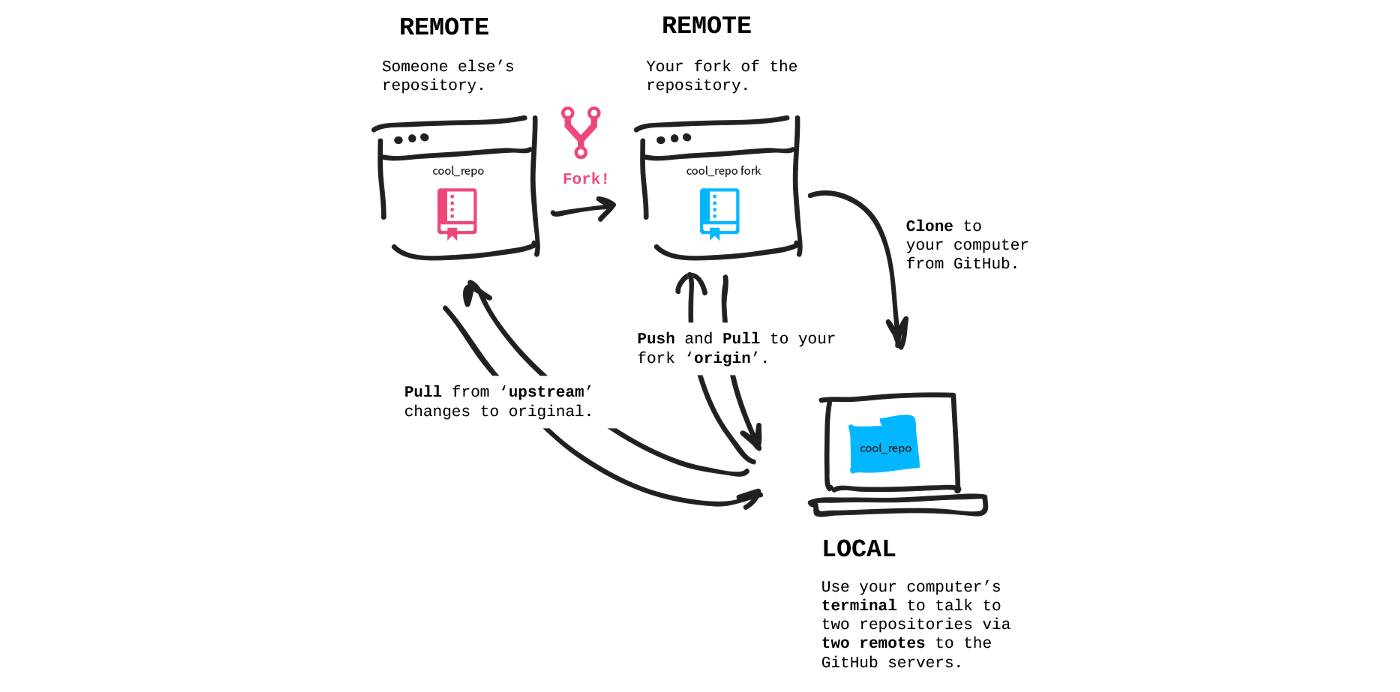 REMOTE
Someone else’s
repository.
REMOTE
Your fork of the
repository.
cool_repo
Fork!
cool_repo fork
Clone to
your computer
from GitHub.
Push and Pull to your
fork ‘origin’.
Pull from ‘upstream’
changes to original.
cool_repo
LOCAL
Use your computer’s
terminal to talk to
two repositories via
two remotes to the
GitHub servers.